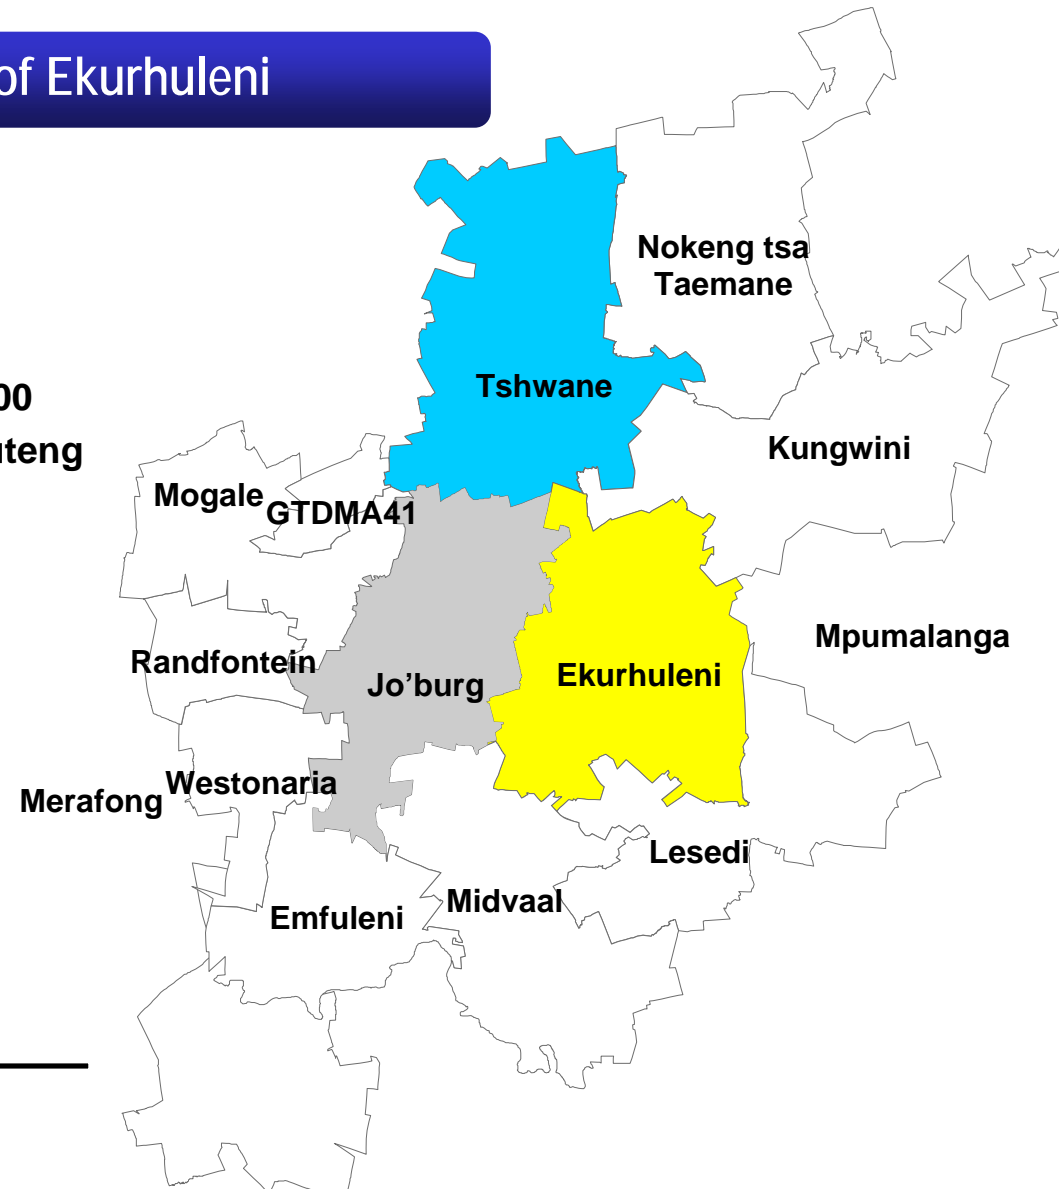 of Ekurhuleni
Nokeng tsa
Taemane
Tshwane
00
Kungwini
uteng
Mogale
GTDMA41
Mpumalanga
Randfontein
Ekurhuleni
Jo'burg
Westonaria
Merafong
Lesedi
Midvaal
Emfuleni